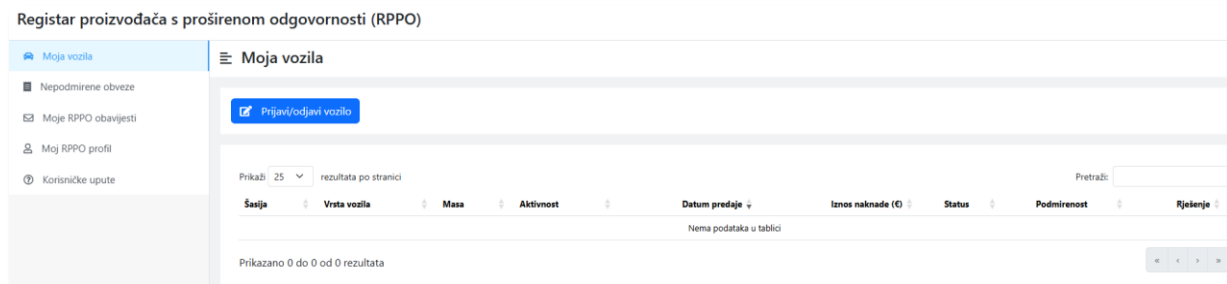 Registar proizvođača s proširenom odgovornosti (RPPO)
Moja vozila
Nepodmirene obveze
Moje RPPO obavijesti
Moj RPPO profil
Korisničke upute
Moja vozila
Prijavi/odjavi vozilo
Prikaži 25 rezultata po stranici Pretraži:
Šasija Vrsta vozila Masa Aktivnost Datum predaje Iznos naknade (€) Status Podmirenost Rješenje
Nema podataka u tablici
Prikazano 0 do 0 od 0 rezultata
« ‹ › »